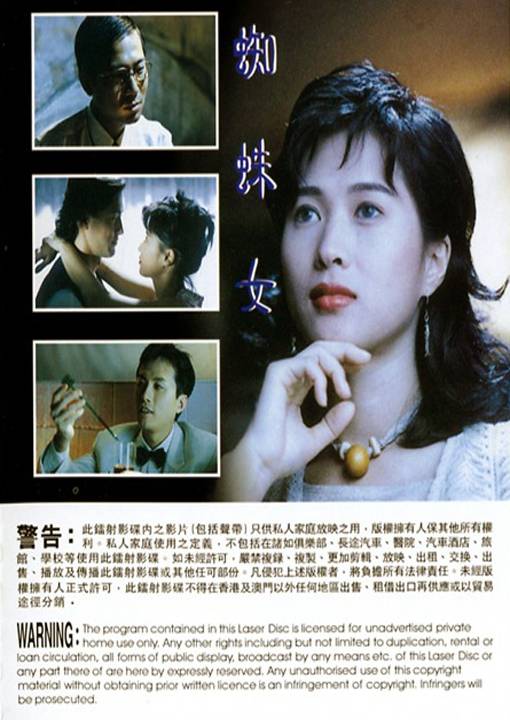 蜘蛛女
警告：此鐳射影碟內之影片（包括聲帶）只供私人家庭放映之用，版權擁有人保其他所有權
利。私人家庭使用之定義，不包括在諸如俱樂部、長途汽車、醫院、汽車酒店、旅
館、學校等使用此鐳射影碟。如未經許可，嚴禁複錄、複製、更加剪輯、放映、出租、交換、出
售、播放及傳播此鐳射影碟或其他任可部份。凡侵犯上述版權者，將負擔所有法律責任。未經版
權擁有人正式許可，此鐳射影碟不得在香港及澳門以外任何地區出售、租借出口再供應或以貿易
途徑分銷。
WARNING: The program contained in this Laser Disc is licensed for unadvertised private
home use only. Any other rights including but not limited to duplication, rental or
loan circulation, all forms of public display, broadcast by any means etc. of this Laser Disc or
any part there of are here by expressly reserved. Any unauthorised use of this copyright
material without obtaining prior written licence is an infringement of copyright. Infringers will
be prosecuted.